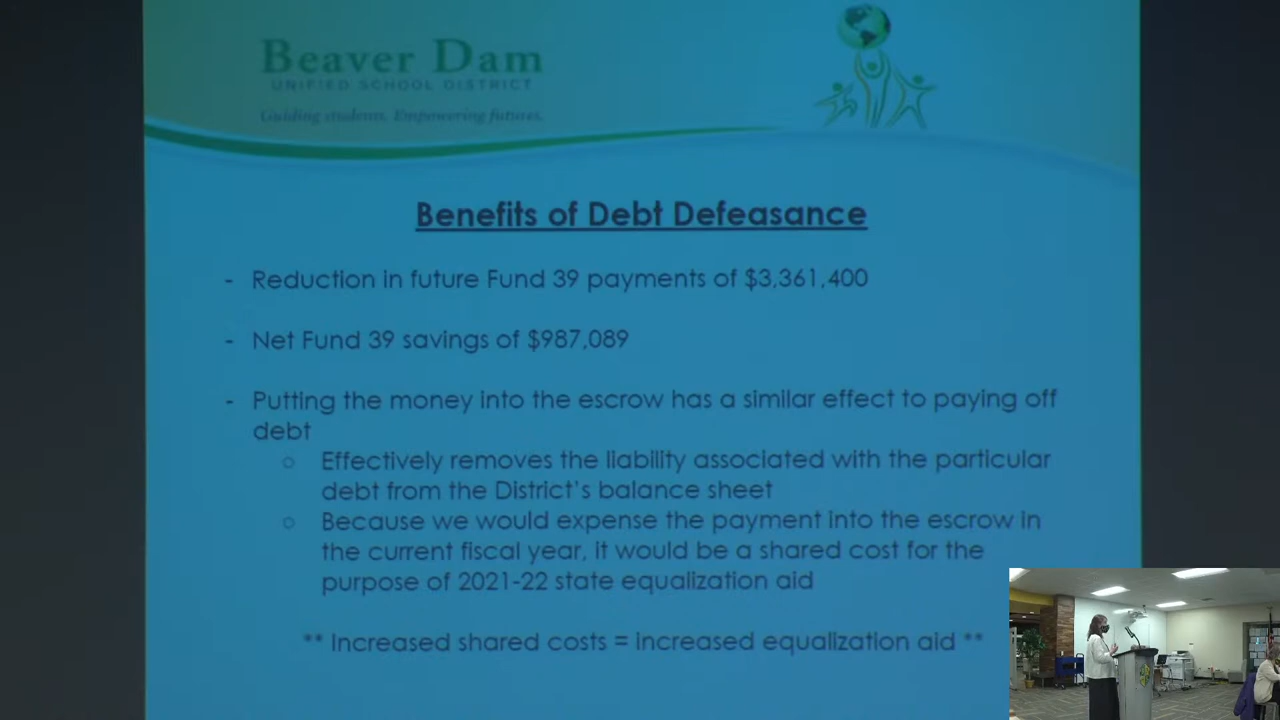 Beaver Dam
UNIFIED SCHOOL DISTRICT
Guiding students. Empowering futures.
Benefits of Debt Defeasance
- Reduction in future Fund 39 payments of $3,361,400
- Net Fund 39 savings of $987,089
- Putting the money into the escrow has a similar effect to paying off
debt
○ Effectively removes the liability associated with the particular
debt from the District's balance sheet
○ Because we would expense the payment into the escrow in
the current fiscal year, it would be a shared cost for the
purpose of 2021-22 state equalization aid
** Increased shared costs = increased equalization aid **